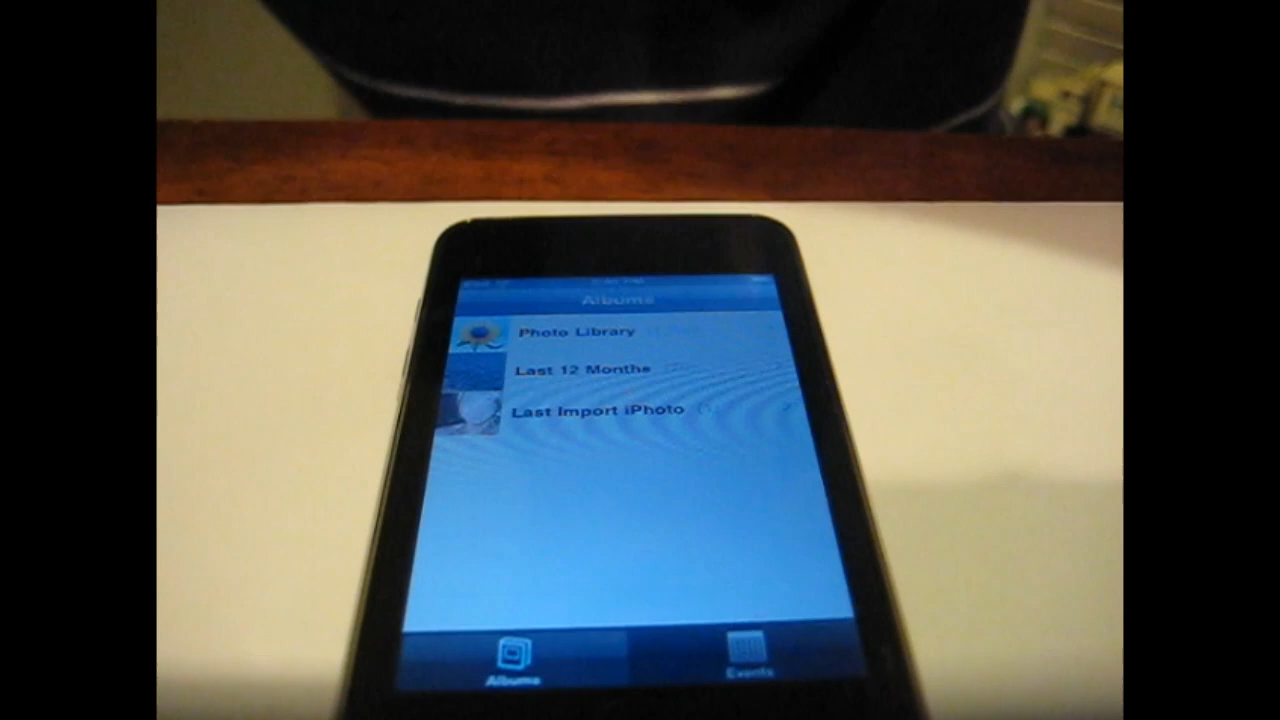 Albums
Photo Library
Last 12 Months
Last Import iPhoto
Albums
Events